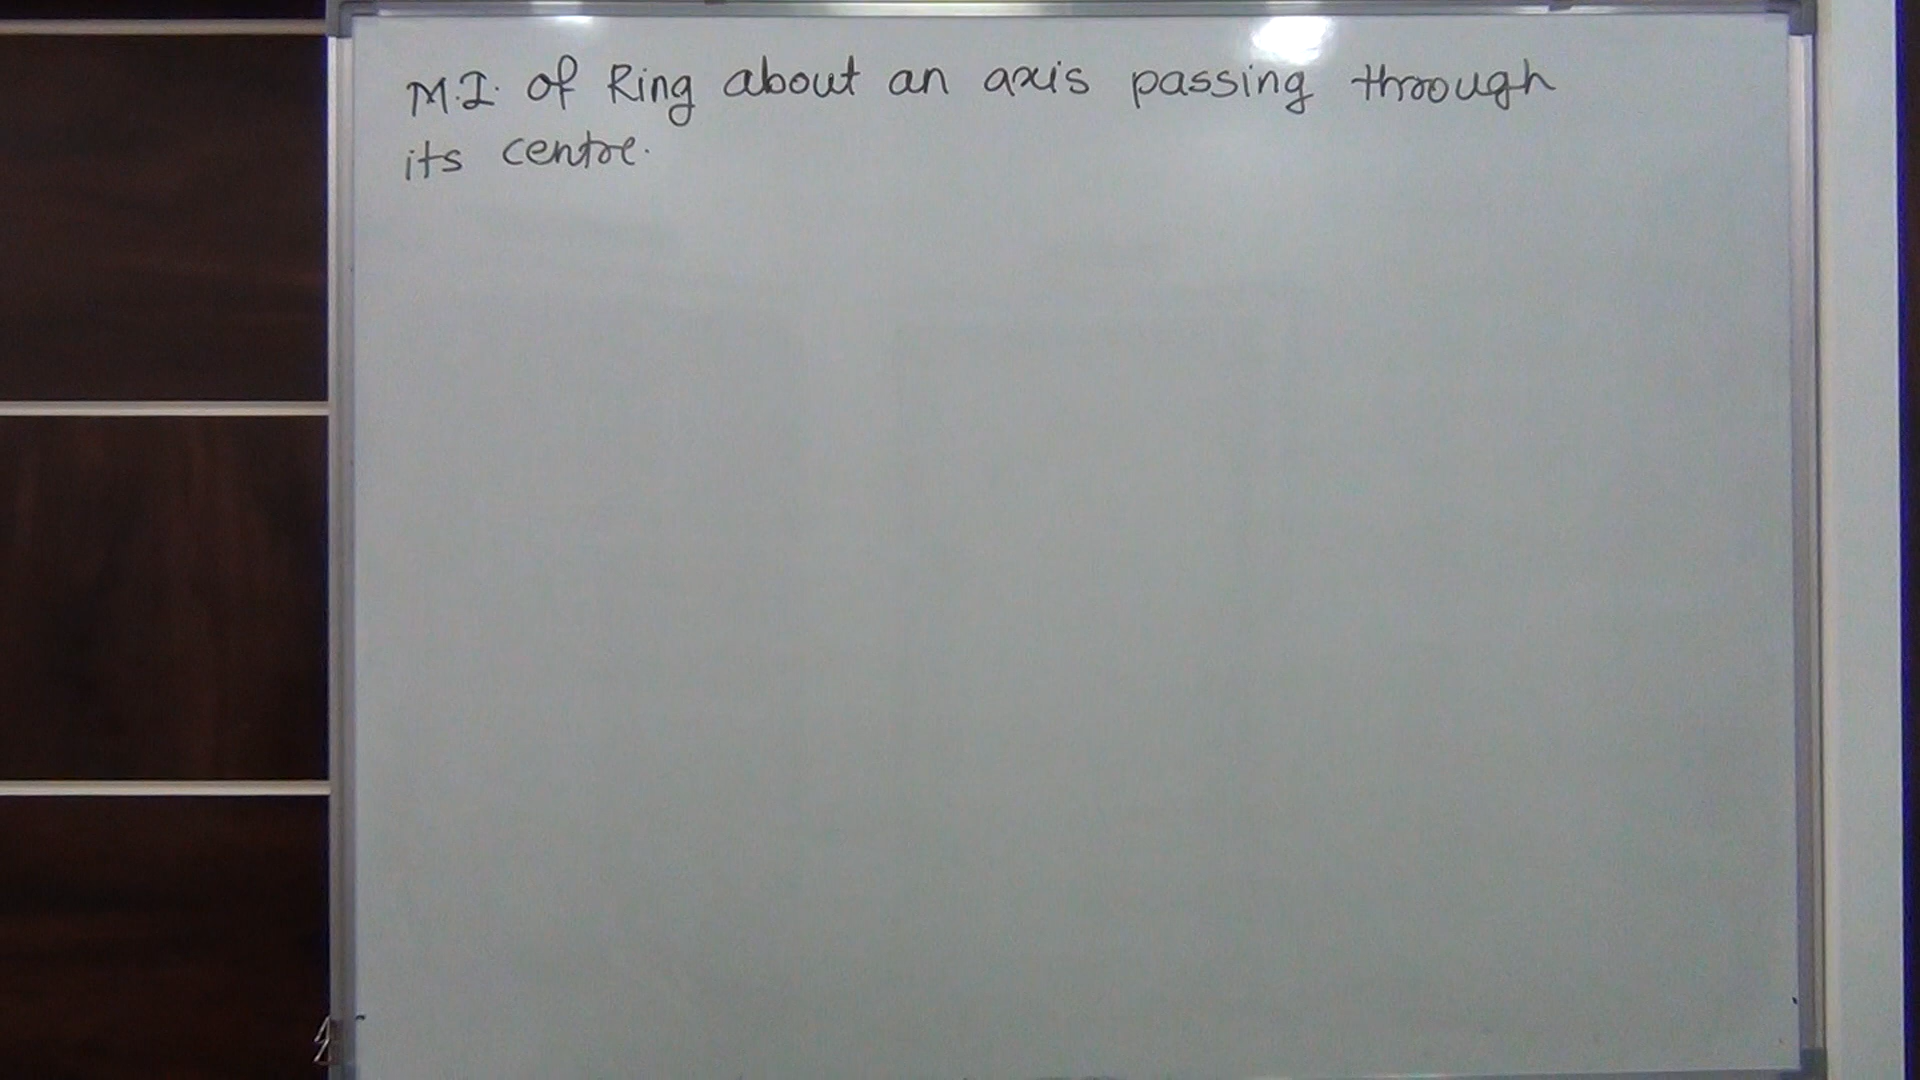 M.I. of Ring about an axis passing through
its centre.